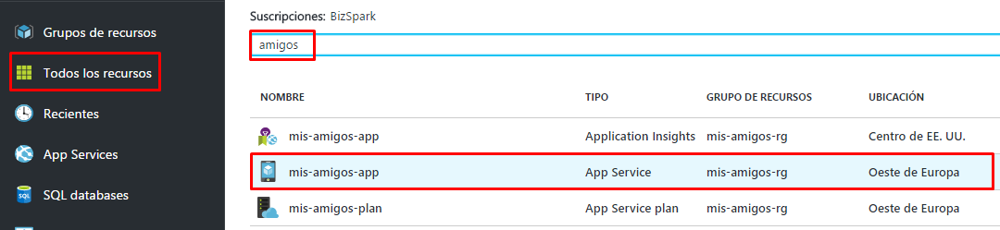 Suscripciones: BizSpark
amigos
Grupos de recursos
Todos los recursos
Recientes
App Services
SQL databases
SQL
NOMBRE TIPO GRUPO DE RECURSOS UBICACIÓN
mis-amigos-app Application Insights mis-amigos-rg Centro de EE. UU.
mis-amigos-app App Service mis-amigos-rg Oeste de Europa
mis-amigos-plan App Service plan mis-amigos-rg Oeste de Europa